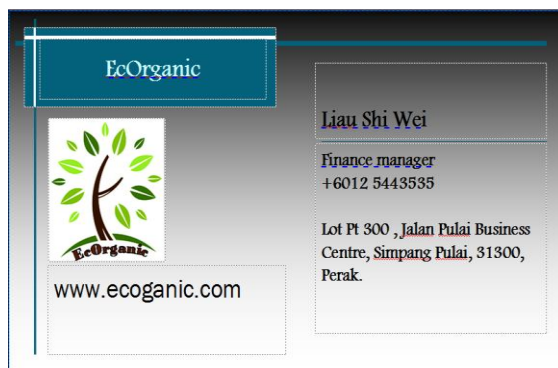 EcOrganic
EcOrganic
www.ecoganic.com
Liau Shi Wei
Finance manager
+6012 5443535
Lot Pt 300 , Jalan Pulai Business
Centre, Simpang Pulai, 31300,
Perak.